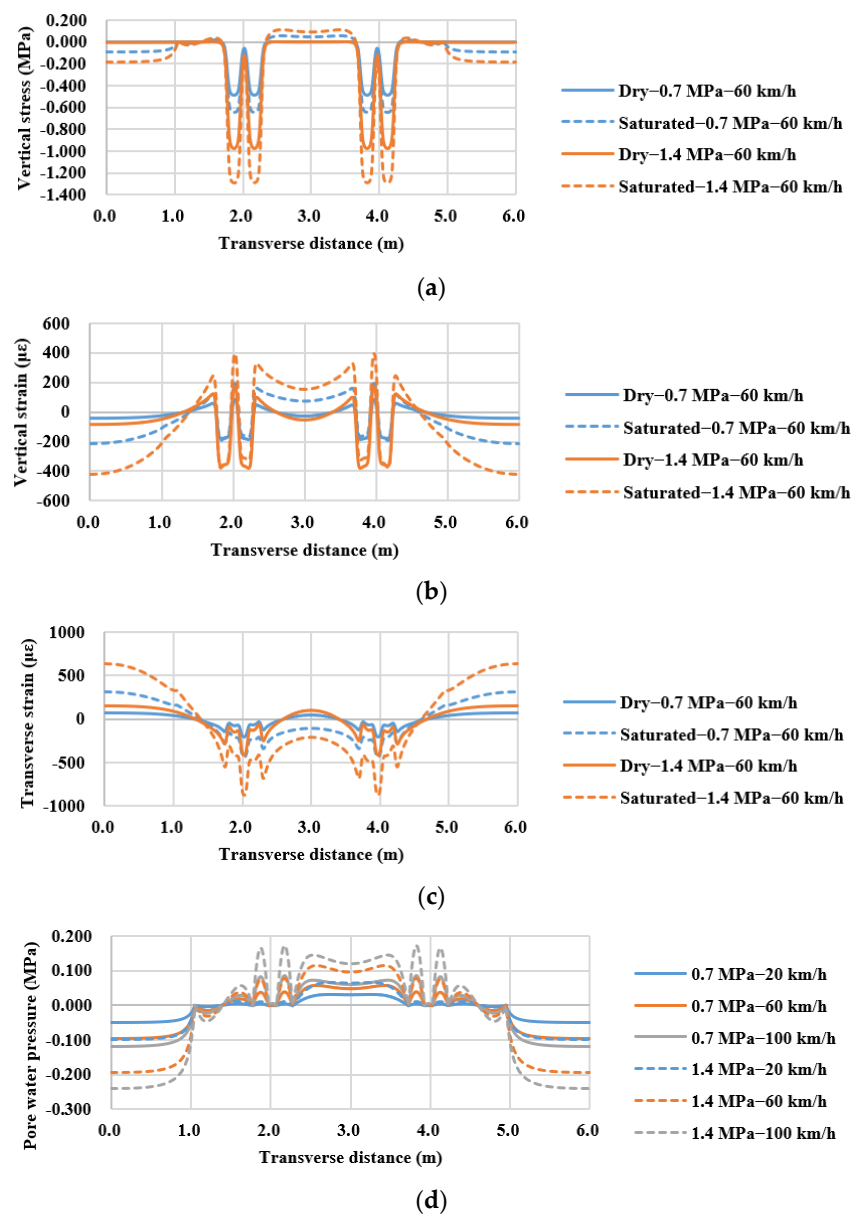 0.200
0.000
-0.200
-0.400
-0.600
-0.800
-1.000
-1.200
-1.400
Vertical stress (MPa)
0.0 1.0 2.0 3.0 4.0 5.0 6.0
Transverse distance (m)
Dry−0.7 MPa−60 km/h
Saturated−0.7 MPa−60 km/h
Dry−1.4 MPa−60 km/h
Saturated−1.4 MPa−60 km/h
(a)
600
400
200
0
-200
-400
-600
Vertical strain (με)
0.0 1.0 2.0 3.0 4.0 5.0 6.0
Transverse distance (m)
Dry−0.7 MPa−60 km/h
Saturated−0.7 MPa−60 km/h
Dry−1.4 MPa−60 km/h
Saturated−1.4 MPa−60 km/h
(b)
1000
500
0
-500
-1000
Transverse strain (με)
0.0 1.0 2.0 3.0 4.0 5.0 6.0
Transverse distance (m)
Dry−0.7 MPa−60 km/h
Saturated−0.7 MPa−60 km/h
Dry−1.4 MPa−60 km/h
Saturated−1.4 MPa−60 km/h
(c)
0.200
0.100
0.000
-0.100
-0.200
-0.300
Pore water pressure (MPa)
0.0 1.0 2.0 3.0 4.0 5.0 6.0
Transverse distance (m)
0.7 MPa−20 km/h
0.7 MPa−60 km/h
0.7 MPa−100 km/h
1.4 MPa−20 km/h
1.4 MPa−60 km/h
1.4 MPa−100 km/h
(d)